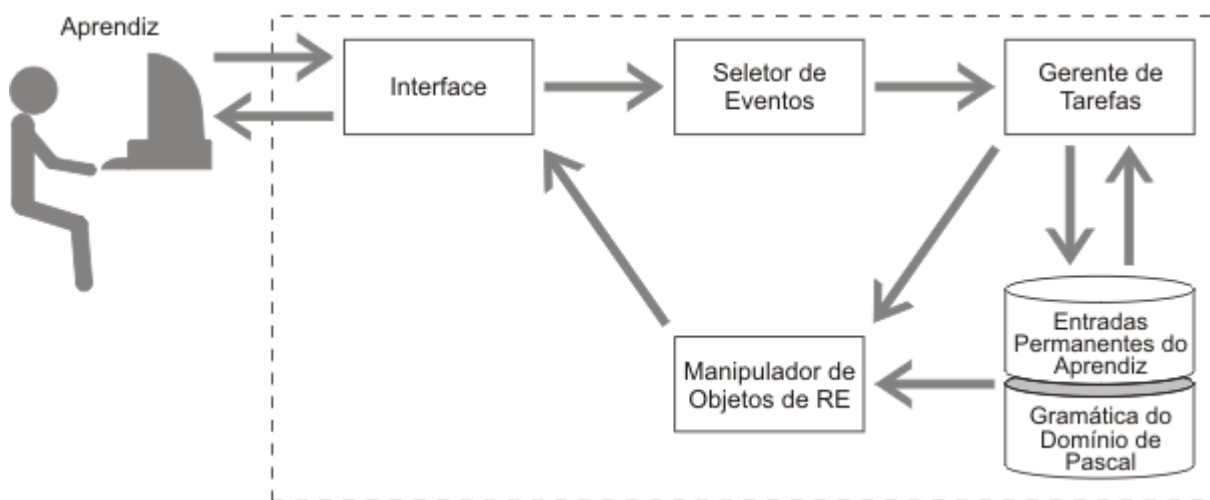 Aprendiz
Interface
Seletor de
Eventos
Gerente de
Tarefas
Manipulador de
Objetos de RE
Entradas
Permanentes do
Aprendiz
Gramática do
Domínio de
Pascal